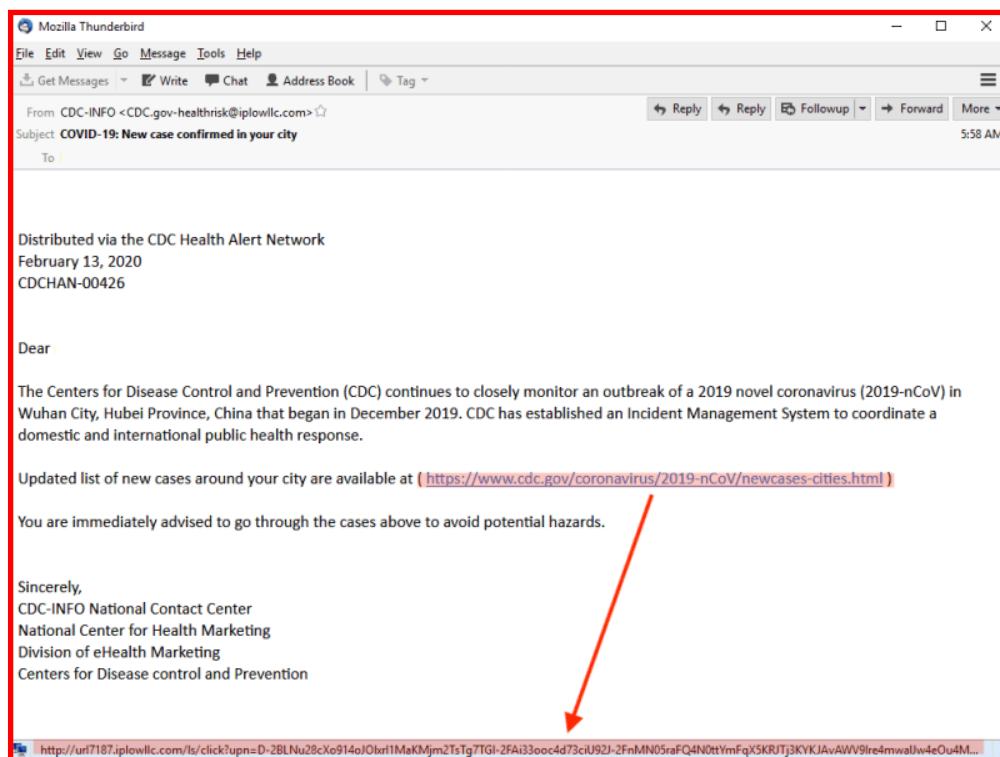 Mozilla Thunderbird
File Edit View Go Message Tools Help
Get Messages Write Chat Address Book Tag
From CDC-INFO <CDC.gov-healthrisk@iplowllc.com> Reply Reply Followup Forward More
Subject COVID-19: New case confirmed in your city 5:58 AM
To
Distributed via the CDC Health Alert Network
February 13, 2020
CDCHAN-00426
Dear
The Centers for Disease Control and Prevention (CDC) continues to closely monitor an outbreak of a 2019 novel coronavirus (2019-nCoV) in
Wuhan City, Hubei Province, China that began in December 2019. CDC has established an Incident Management System to coordinate a
domestic and international public health response.
Updated list of new cases around your city are available at ( https://www.cdc.gov/coronavirus/2019-nCoV/newcases-cities.html )
You are immediately advised to go through the cases above to avoid potential hazards.
Sincerely,
CDC-INFO National Contact Center
National Center for Health Marketing
Division of eHealth Marketing
Centers for Disease control and Prevention